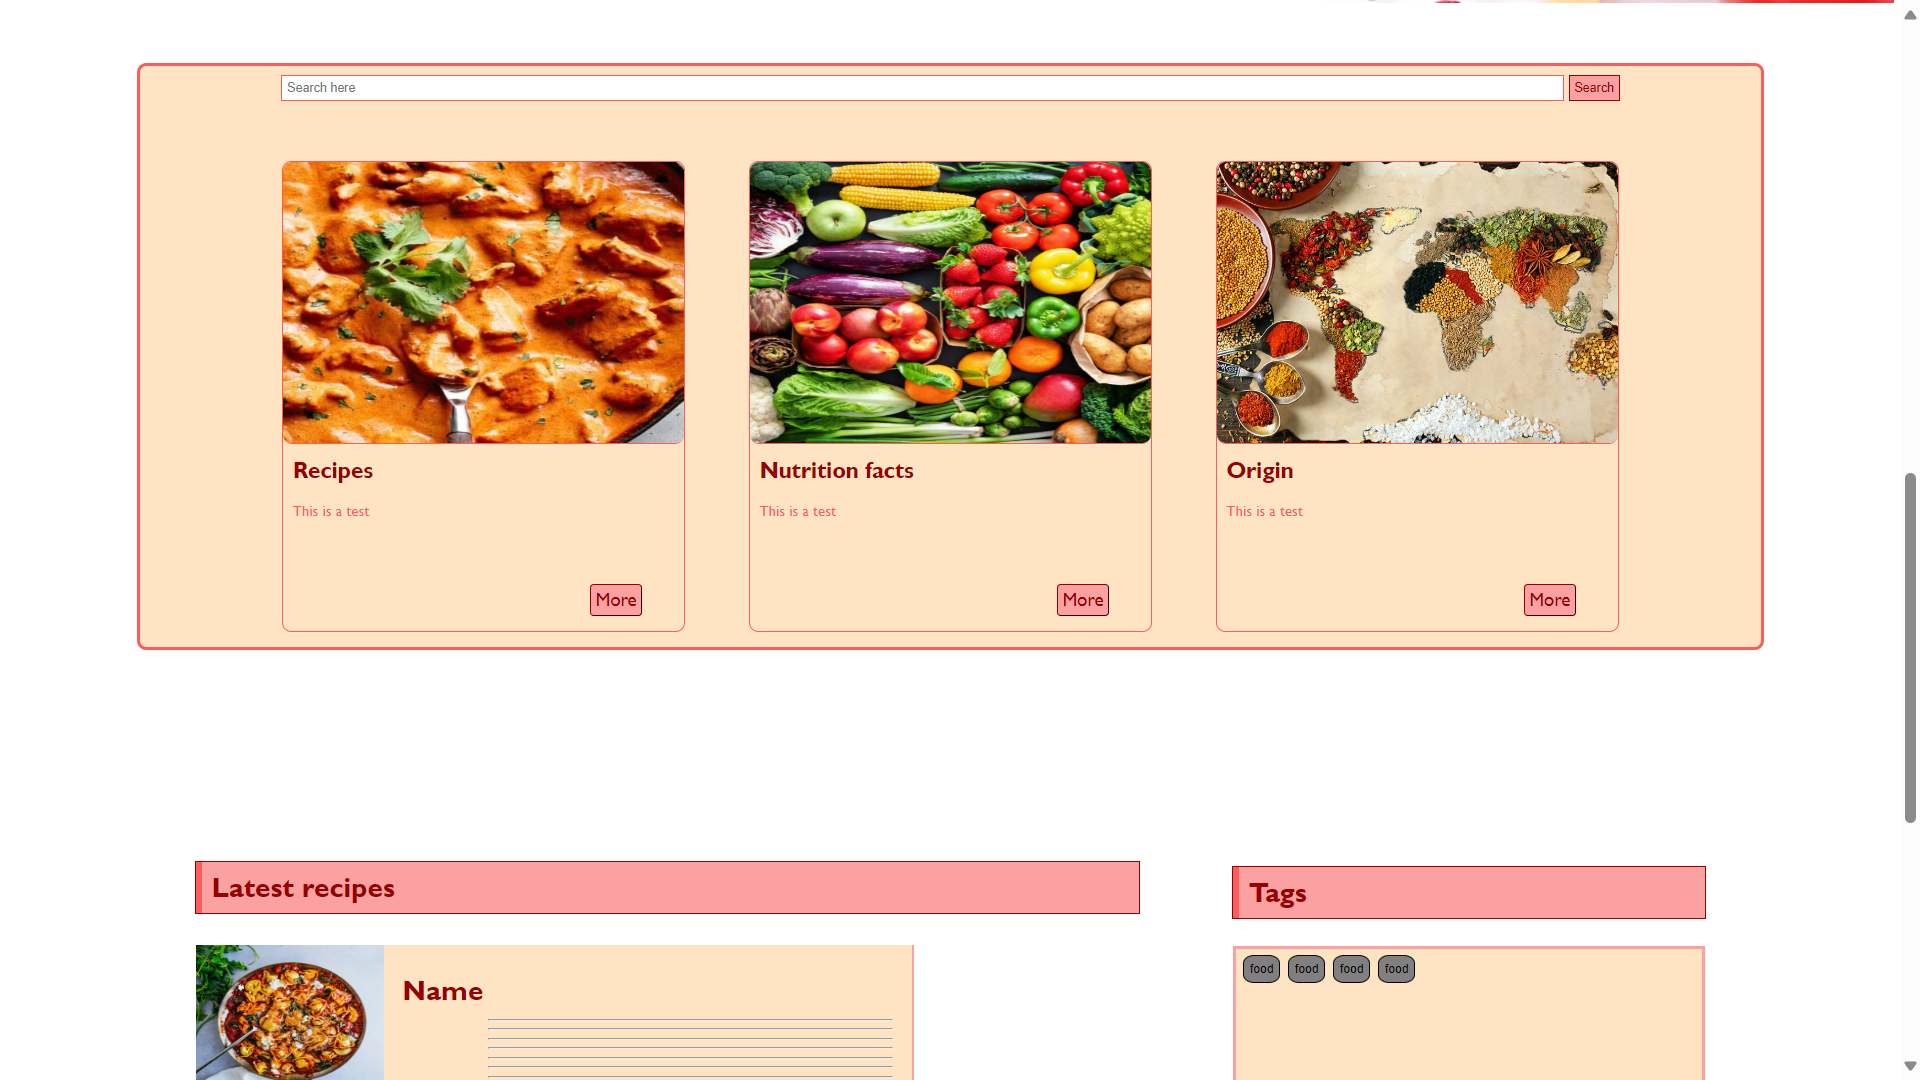 Search here
Search
Recipes
This is a test
More
Nutrition facts
This is a test
More
Origin
This is a test
More
Latest recipes
Name
Tags
food
food
food
food